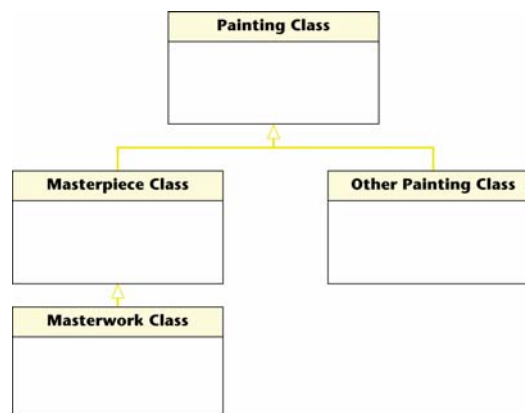 Painting Class
Masterpiece Class
Other Painting Class
Masterwork Class